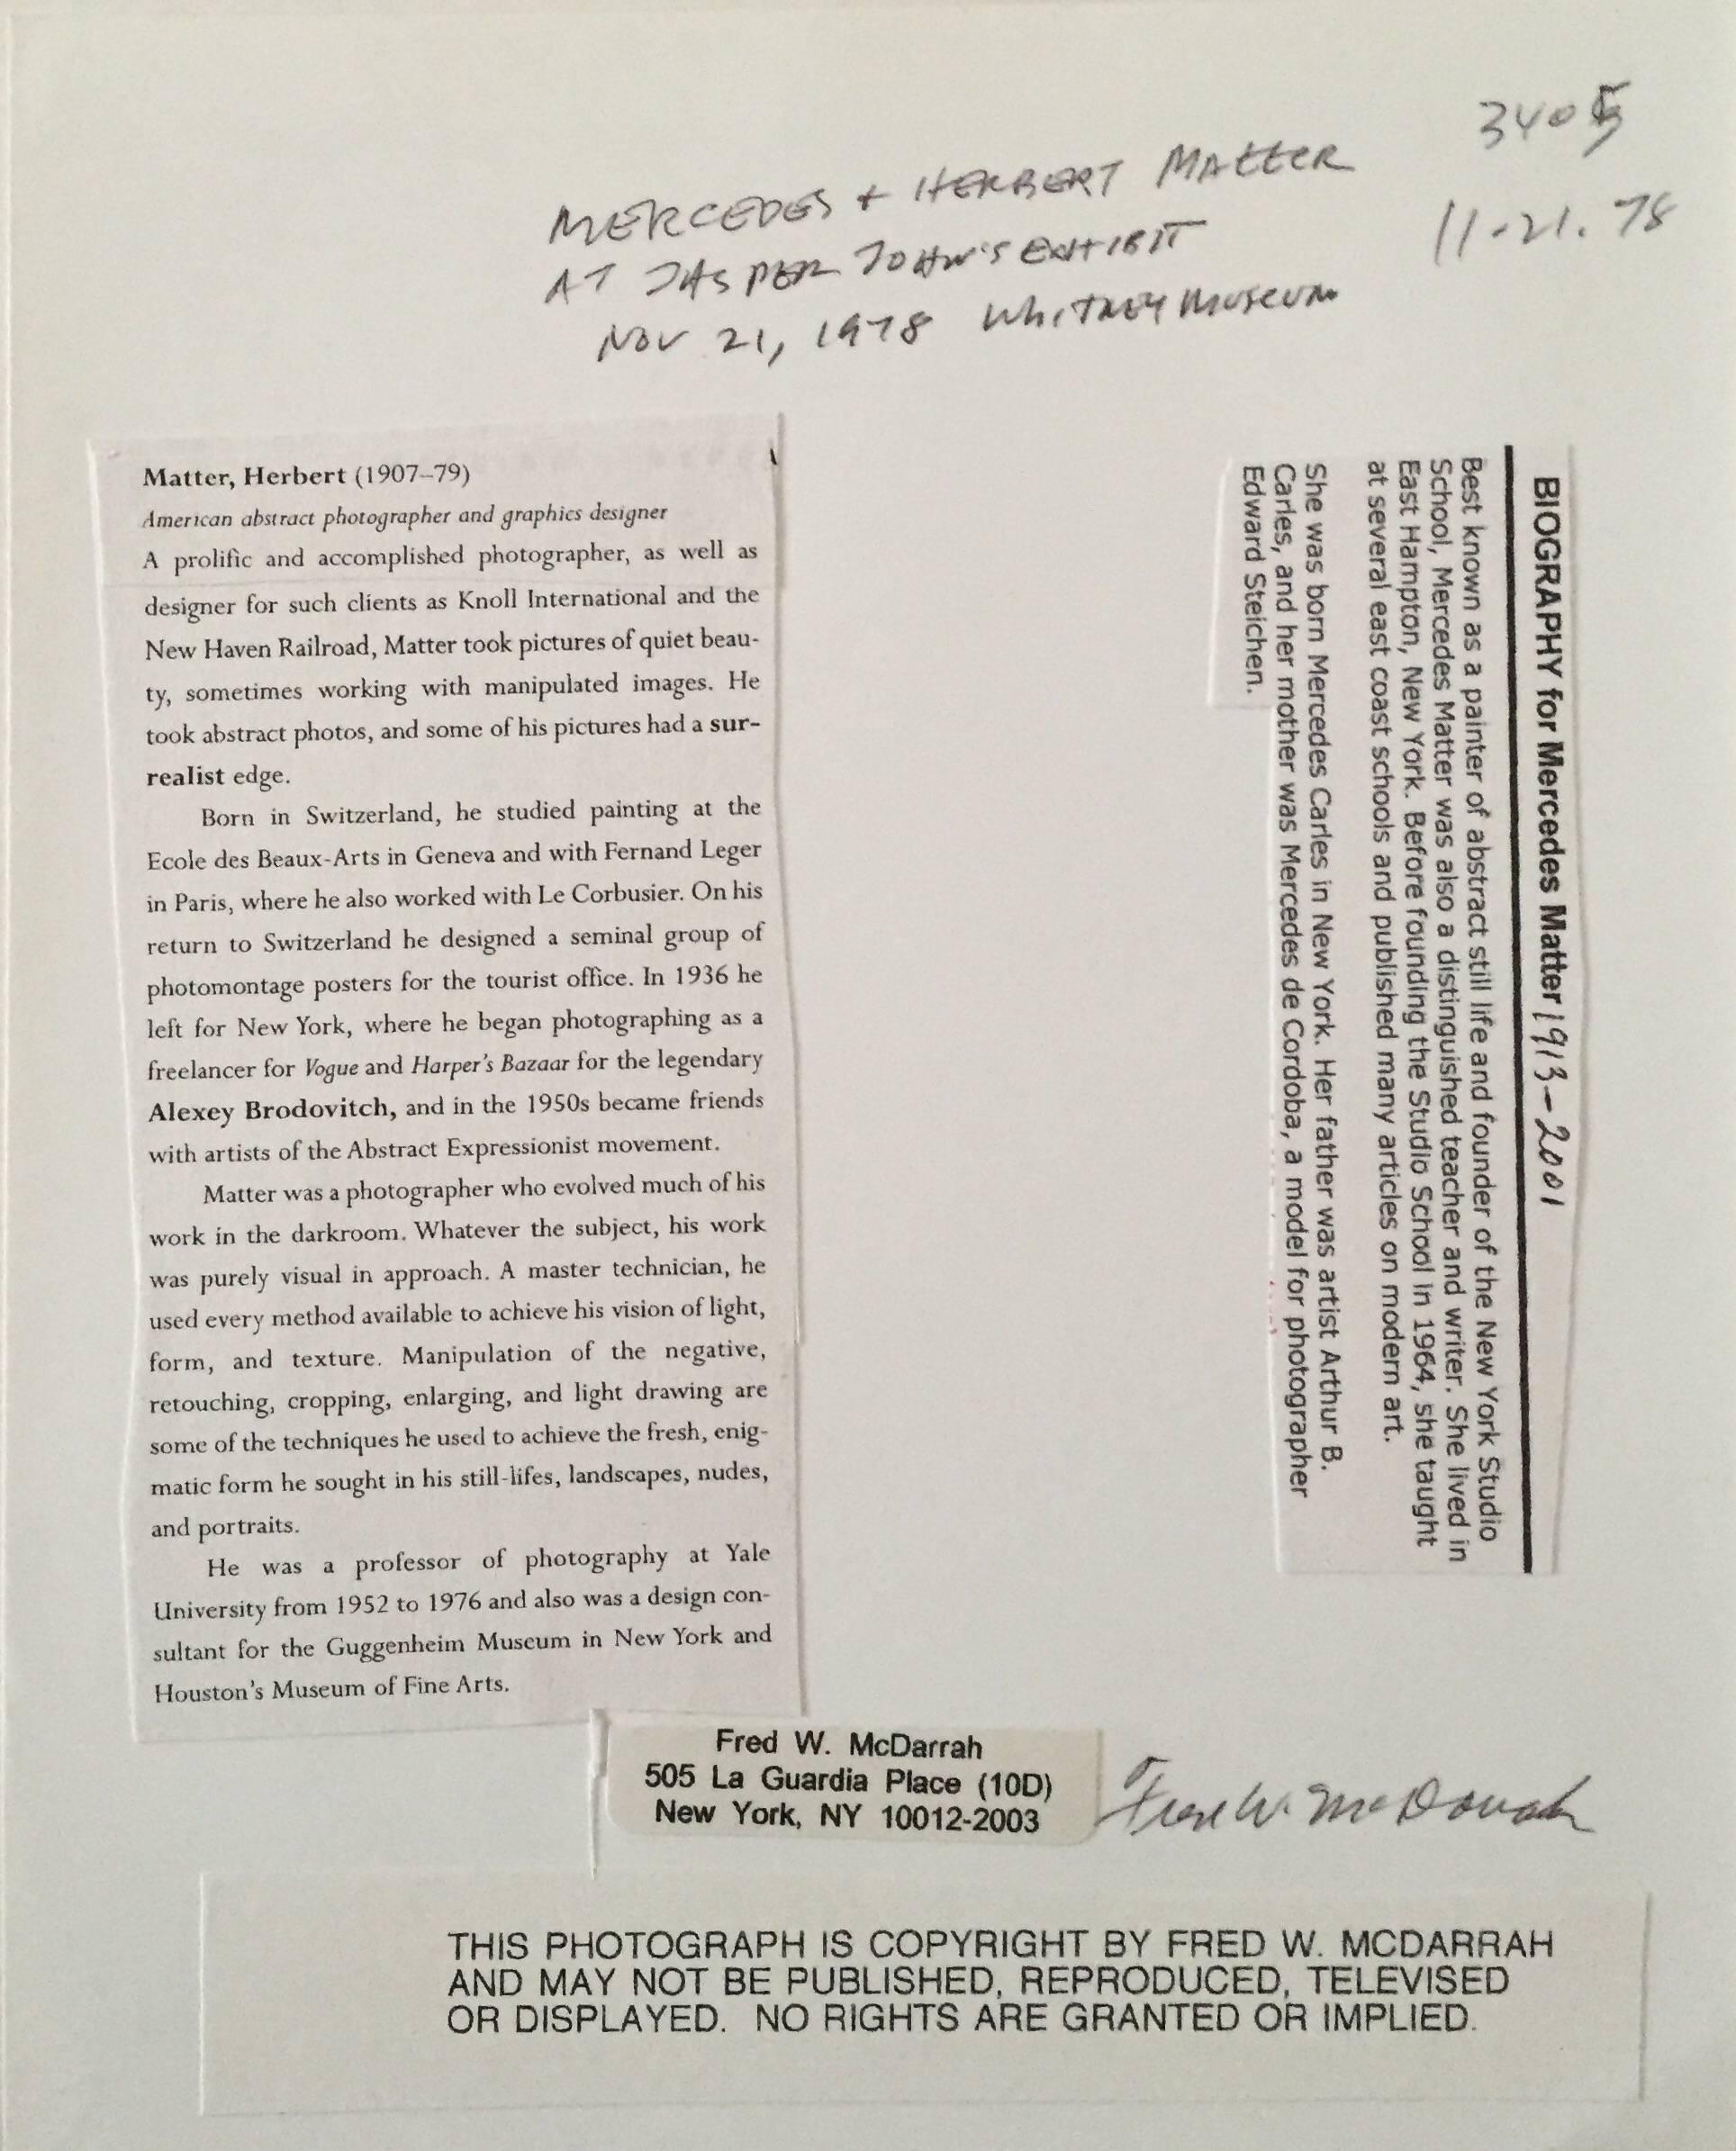 3405
MERCEDES + HERBERT MATTER
11-21.78
AT JASPER JOHN'S EXHIBIT
NOV 21, 1978 WHITNEY MUSEUM
Matter, Herbert (1907–79)
American abstract photographer and graphics designer
A prolific and accomplished photographer, as well as
designer for such clients as Knoll International and the
New Haven Railroad, Matter took pictures of quiet beau-
ty, sometimes working with manipulated images. He
took abstract photos, and some of his pictures had a sur-
realist edge.
Born in Switzerland, he studied painting at the
Ecole des Beaux-Arts in Geneva and with Fernand Leger
in Paris, where he also worked with Le Corbusier. On his
return to Switzerland he designed a seminal group of
photomontage posters for the tourist office. In 1936 he
left for New York, where he began photographing as a
freelancer for Vogue and Harper's Bazaar for the legendary
Alexey Brodovitch, and in the 1950s became friends
with artists of the Abstract Expressionist movement.
Matter was a photographer who evolved much of his
work in the darkroom. Whatever the subject, his work
was purely visual in approach. A master technician, he
used every method available to achieve his vision of light,
form, and texture. Manipulation of the negative,
retouching, cropping, enlarging, and light drawing are
some of the techniques he used to achieve the fresh, enig-
matic form he sought in his still-lifes, landscapes, nudes,
and portraits.
He was a professor of photography at Yale
University from 1952 to 1976 and also was a design con-
sultant for the Guggenheim Museum in New York and
Houston's Museum of Fine Arts.
BIOGRAPHY for Mercedes Matter 1913-2001
Best known as a painter of abstract still life and founder of the New York Studio
School, Mercedes Matter was also a distinguished teacher and writer. She lived in
East Hampton, New York. Before founding the Studio School in 1964, she taught
at several east coast schools and published many articles on modern art.
She was born Mercedes Carles in New York. Her father was artist Arthur B.
Carles, and her mother was Mercedes de Cordoba, a model for photographer
Edward Steichen.
Fred W. McDarrah
505 La Guardia Place (10D)
New York, NY 10012-2003
Fred W. McDarrah
THIS PHOTOGRAPH IS COPYRIGHT BY FRED W. MCDARRAH
AND MAY NOT BE PUBLISHED, REPRODUCED, TELEVISED
OR DISPLAYED. NO RIGHTS ARE GRANTED OR IMPLIED.